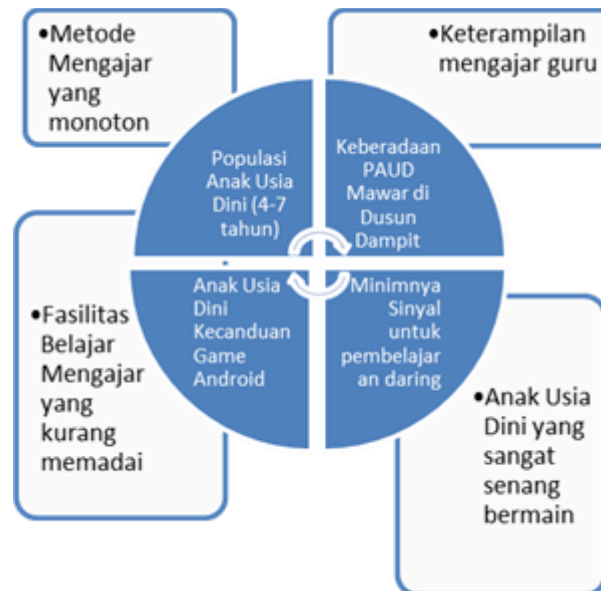 •Metode
Mengajar
yang
monoton
•Keterampilan
mengajar guru
Populasi
Anak Usia
Dini (4-7
tahun)
Keberadaan
PAUD
Mawar di
Dusun
Dampit
Anak Usia
Dini
Kecanduan
Game
Android
Minimnya
Sinyal
untuk
pembelajar
an daring
•Fasilitas
Belajar
Mengajar
yang
kurang
memadai
•Anak Usia
Dini yang
sangat
senang
bermain